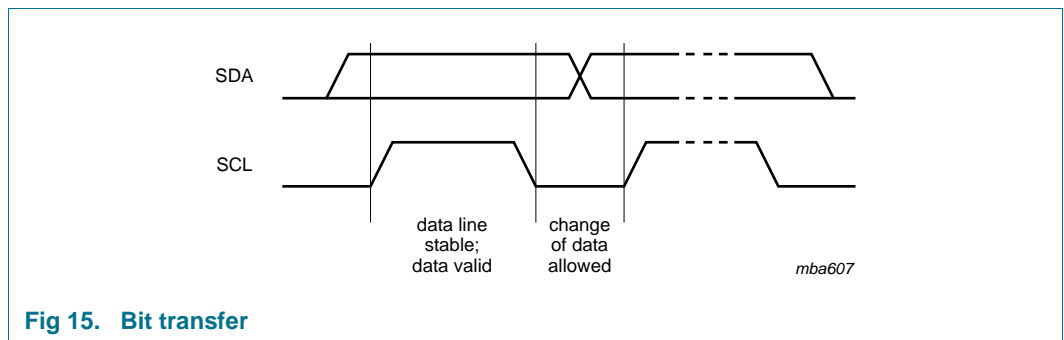 SDA
SCL
data line
stable;
data valid
change
of data
allowed
mba607
Fig 15. Bit transfer